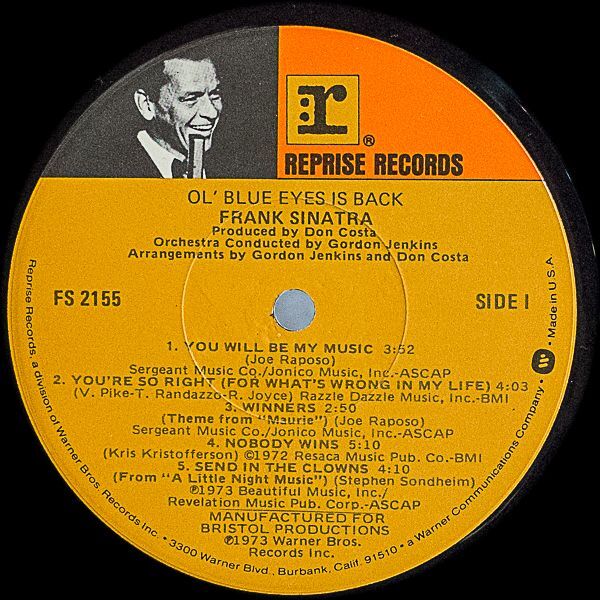 r®
REPRISE RECORDS
OL' BLUE EYES IS BACK
FRANK SINATRA
Produced by Don Costa
Orchestra Conducted by Gordon Jenkins
Arrangements by Gordon Jenkins and Don Costa
FS 2155
SIDE I
1. YOU WILL BE MY MUSIC 3:52
(Joe Raposo)
Sergeant Music Co./Jonico Music, Inc.-ASCAP
2. YOU'RE SO RIGHT (FOR WHAT'S WRONG IN MY LIFE) 4:03
(V. Pike-T. Randazzo-R. Joyce) Razzle Dazzle Music, Inc.-BMI
3. WINNERS 2:50
(Theme from "Maurie") (Joe Raposo)
Sergeant Music Co./Jonico Music, Inc.-ASCAP
4. NOBODY WINS 5:10
(Kris Kristofferson) ©1972 Resaca Music Pub. Co-BMI
5. SEND IN THE CLOWNS 4:10
(From "A Little Night Music") (Stephen Sondheim)
℗1973 Beautiful Music, Inc./
Revelation Music Pub. Corp.-ASCAP
MANUFACTURED FOR
BRISTOL PRODUCTIONS
℗1973 Warner Bros.
Records Inc.
Reprise Records, a division of Warner Bros. Records Inc. • 3300 Warner Blvd., Burbank, Calif. 91510 • a Warner Communications Company • w • Made in U.S.A.